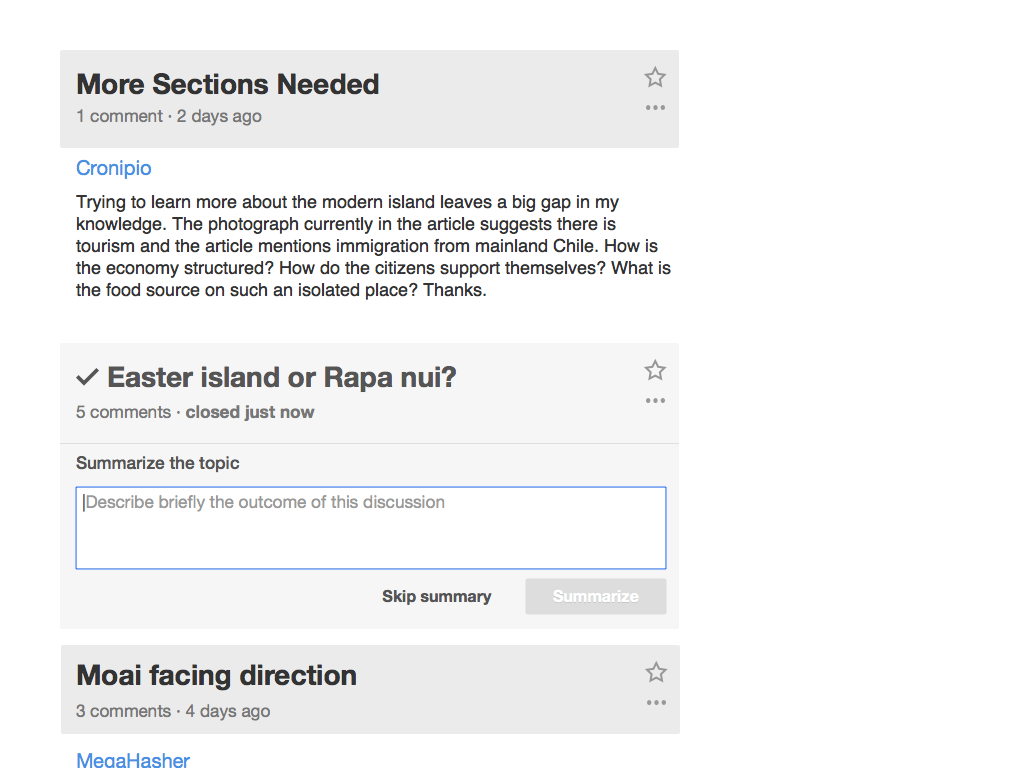 More Sections Needed
1 comment · 2 days ago
Cronipio
Trying to learn more about the modern island leaves a big gap in my
knowledge. The photograph currently in the article suggests there is
tourism and the article mentions immigration from mainland Chile. How is
the economy structured? How do the citizens support themselves? What is
the food source on such an isolated place? Thanks.
Easter island or Rapa nui?
5 comments · closed just now
Summarize the topic
Describe briefly the outcome of this discussion
Skip summary Summarize
Moai facing direction
3 comments · 4 days ago
MegaHasher